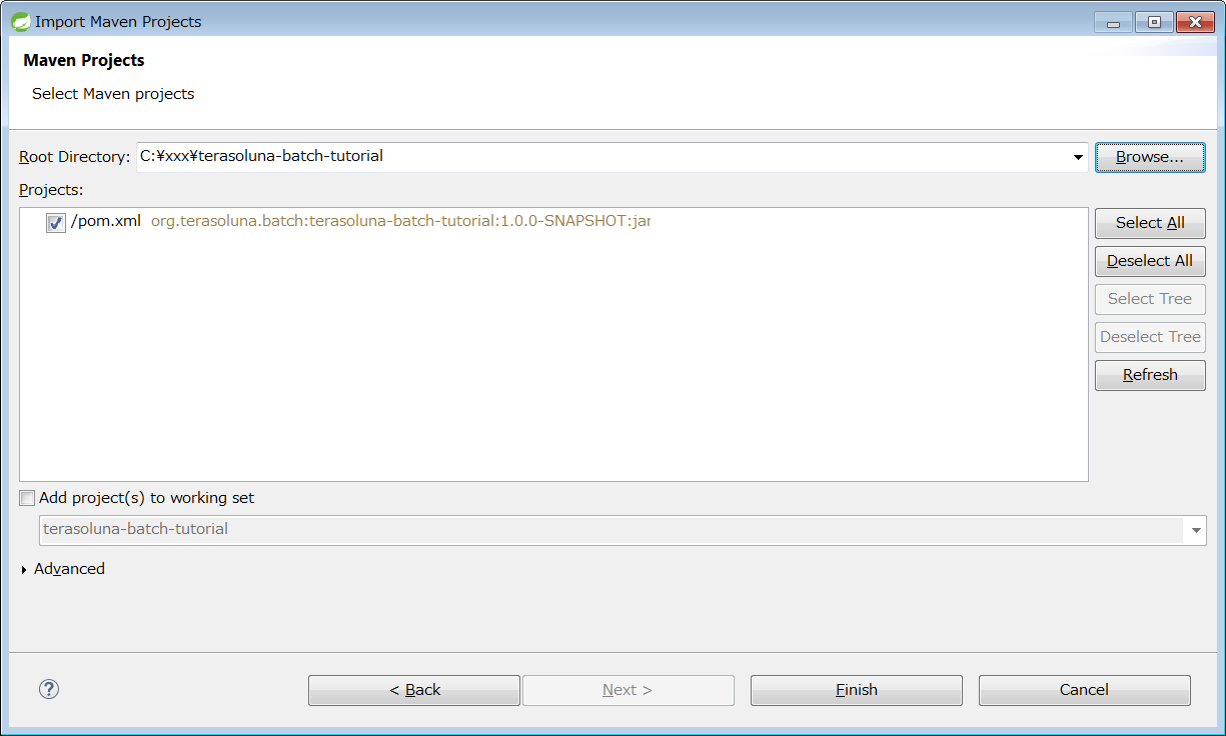 Import Maven Projects
Maven Projects
Select Maven projects
Root Directory: C:¥xxx¥terasoluna-batch-tutorial Browse...
Projects:
/pom.xml org.terasoluna.batch:terasoluna-batch-tutorial:1.0.0-SNAPSHOT:jar
Select All
Deselect All
Select Tree
Deselect Tree
Refresh
Add project(s) to working set
terasoluna-batch-tutorial
Advanced
? < Back Next > Finish Cancel